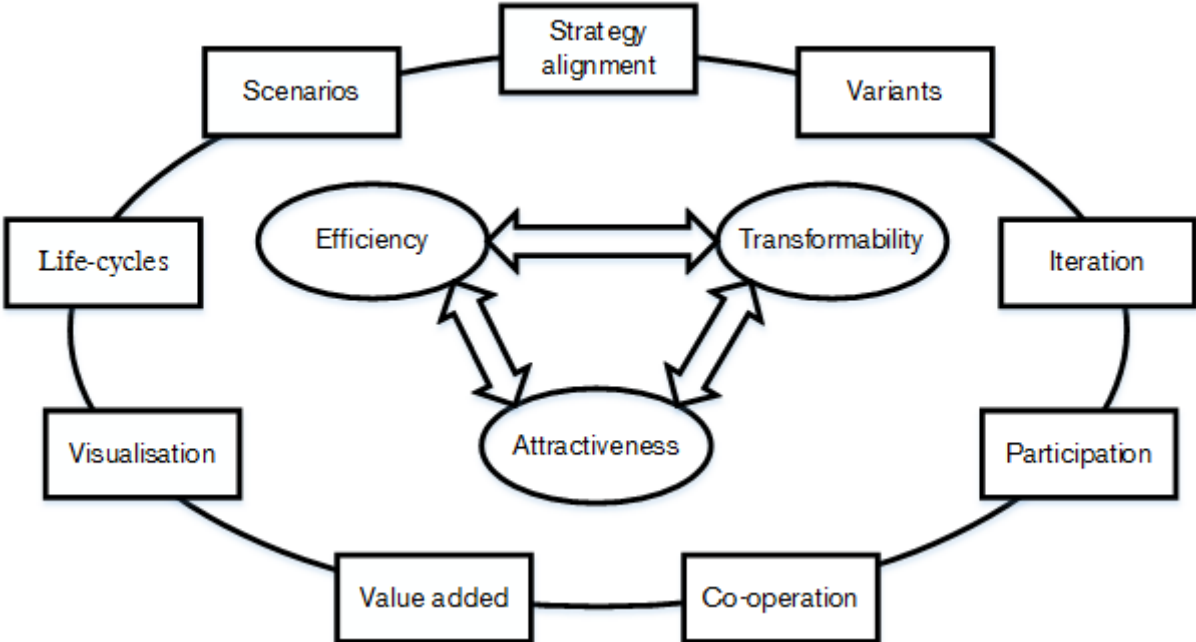 Strategy
alignment
Scenarios
Variants
Efficiency
Transformability
Life-cycles
Iteration
Attractiveness
Visualisation
Participation
Value added
Co-operation